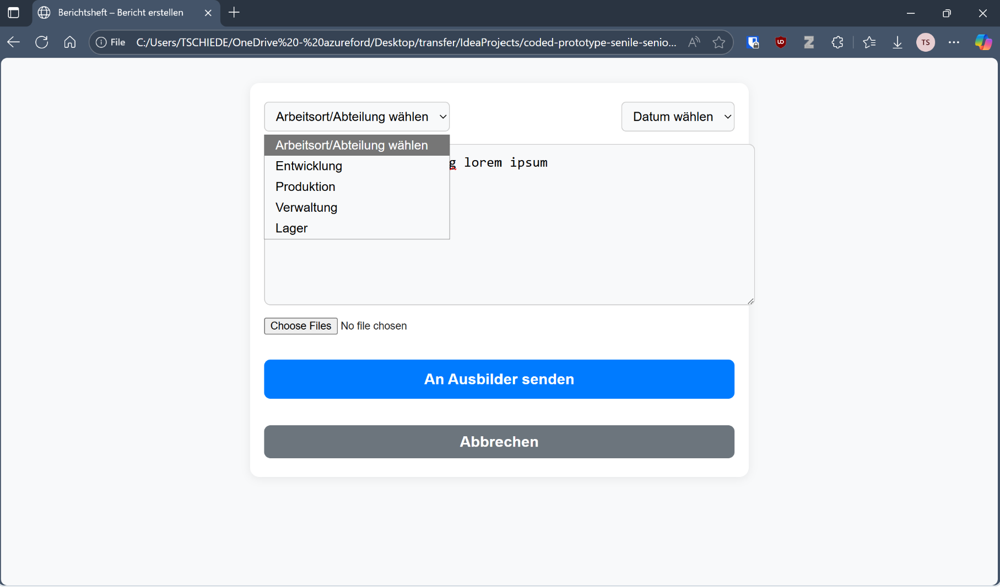 Berichtsheft – Bericht erstellen
File C:/Users/TSCHIEDE/OneDrive%20-%20azureford/Desktop/transfer/IdeaProjects/coded-prototype-senile-senio...
TS
Arbeitsort/Abteilung wählen
Datum wählen
Arbeitsort/Abteilung wählen
g lorem ipsum
Entwicklung
Produktion
Verwaltung
Lager
Choose Files No file chosen
An Ausbilder senden
Abbrechen